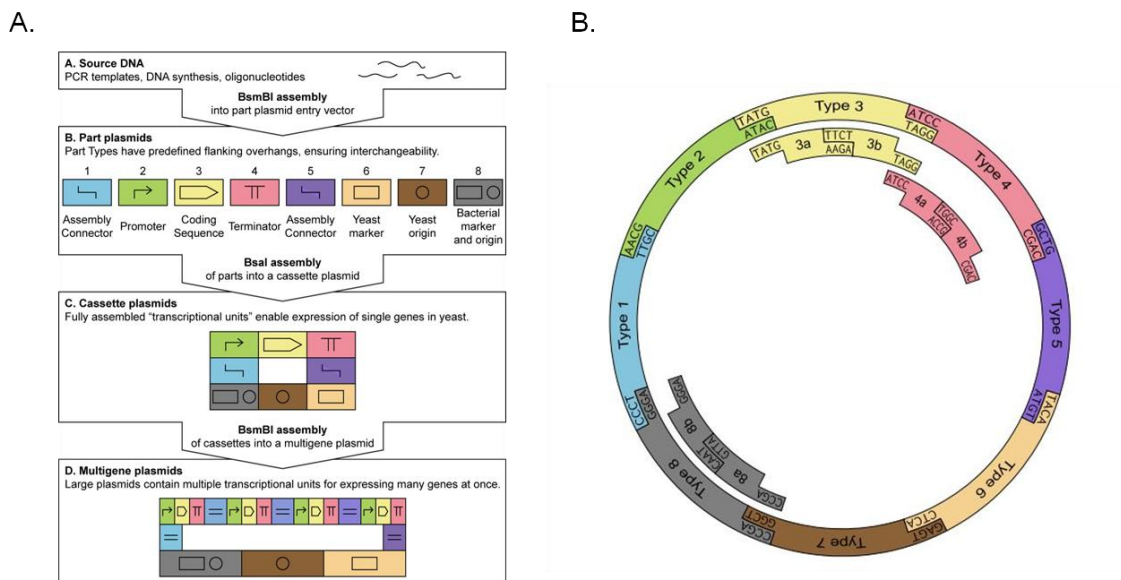 A.
A. Source DNA
PCR templates, DNA synthesis, oligonucleotides
BsmBI assembly
into part plasmid entry vector
B. Part plasmids
Part Types have predefined flanking overhangs, ensuring interchangeability.
1 2 3 4 5 6 7 8
Assembly Connector
Promoter
Coding Sequence
Terminator
Assembly Connector
Yeast marker
Yeast origin
Bacterial marker and origin
BsaI assembly
of parts into a cassette plasmid
C. Cassette plasmids
Fully assembled “transcriptional units” enable expression of single genes in yeast.
BsmBI assembly
of cassettes into a multigene plasmid
D. Multigene plasmids
Large plasmids contain multiple transcriptional units for expressing many genes at once.
B.
Type 1
AACG
TTGC
Type 2
TATG
ATAC
Type 3
ATCC
TAGG
Type 4
GCTG
CGAC
Type 5
TACA
ATGT
Type 6
GAGT
CTCA
Type 7
GGCT
CCGA
Type 8
GGGA
CCCT
TATG
3a
TTCT
AAGA
3b
TAGG
ATCC
4a
TGGC
ACCG
4b
CGAC
CCGA
8a
CAAT
GTTA
8b
GGGA